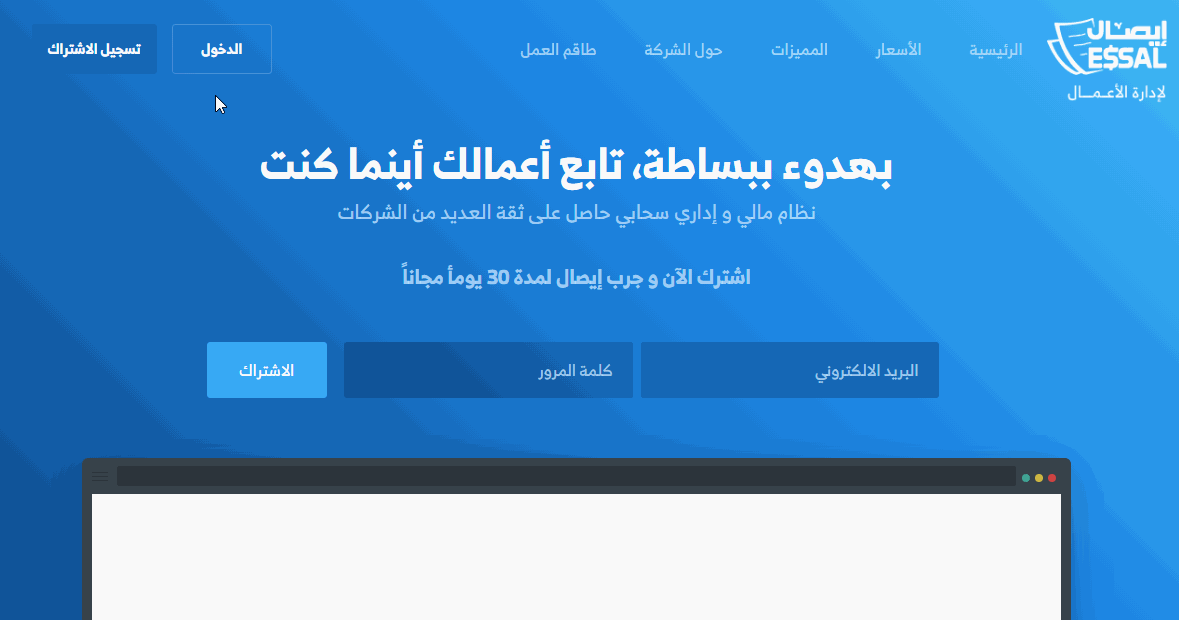 إيصال
ESSAL
لإدارة الأعمال
الرئيسية
الأسعار
المميزات
حول الشركة
طاقم العمل
الدخول
تسجيل الاشتراك
بهدوء ببساطة، تابع أعمالك أينما كنت
نظام مالي و إداري سحابي حاصل على ثقة العديد من الشركات
اشترك الآن و جرب إيصال لمدة 30 يومأ مجاناً
البريد الالكتروني
كلمة المرور
الاشتراك